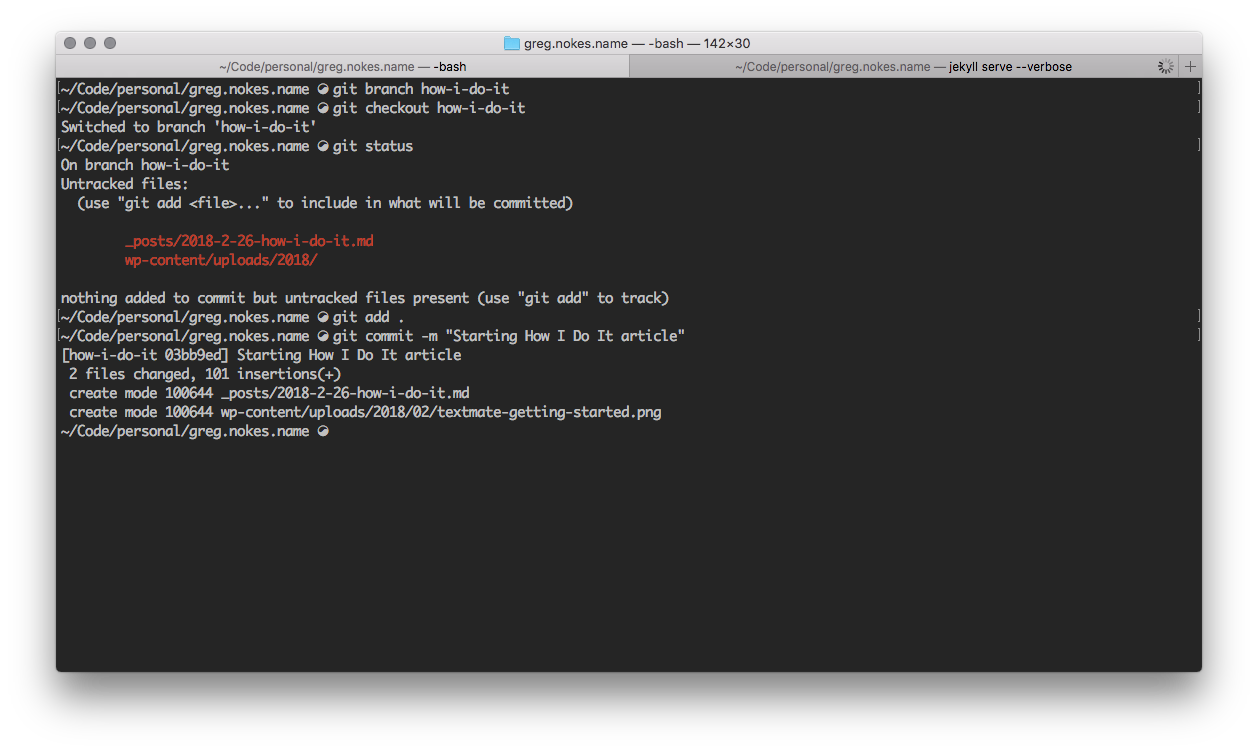 greg.nokes.name — -bash — 142×30
~/Code/personal/greg.nokes.name — -bash
~/Code/personal/greg.nokes.name — jekyll serve --verbose
[~/Code/personal/greg.nokes.name ◕git branch how-i-do-it ]
[~/Code/personal/greg.nokes.name ◕git checkout how-i-do-it ]
Switched to branch 'how-i-do-it'
[~/Code/personal/greg.nokes.name ◕git status ]
On branch how-i-do-it
Untracked files:
  (use "git add <file>..." to include in what will be committed)
        _posts/2018-2-26-how-i-do-it.md
        wp-content/uploads/2018/
nothing added to commit but untracked files present (use "git add" to track)
[~/Code/personal/greg.nokes.name ◕git add . ]
[~/Code/personal/greg.nokes.name ◕git commit -m "Starting How I Do It article" ]
[how-i-do-it 03bb9ed] Starting How I Do It article
 2 files changed, 101 insertions(+)
 create mode 100644 _posts/2018-2-26-how-i-do-it.md
 create mode 100644 wp-content/uploads/2018/02/textmate-getting-started.png
~/Code/personal/greg.nokes.name ◕